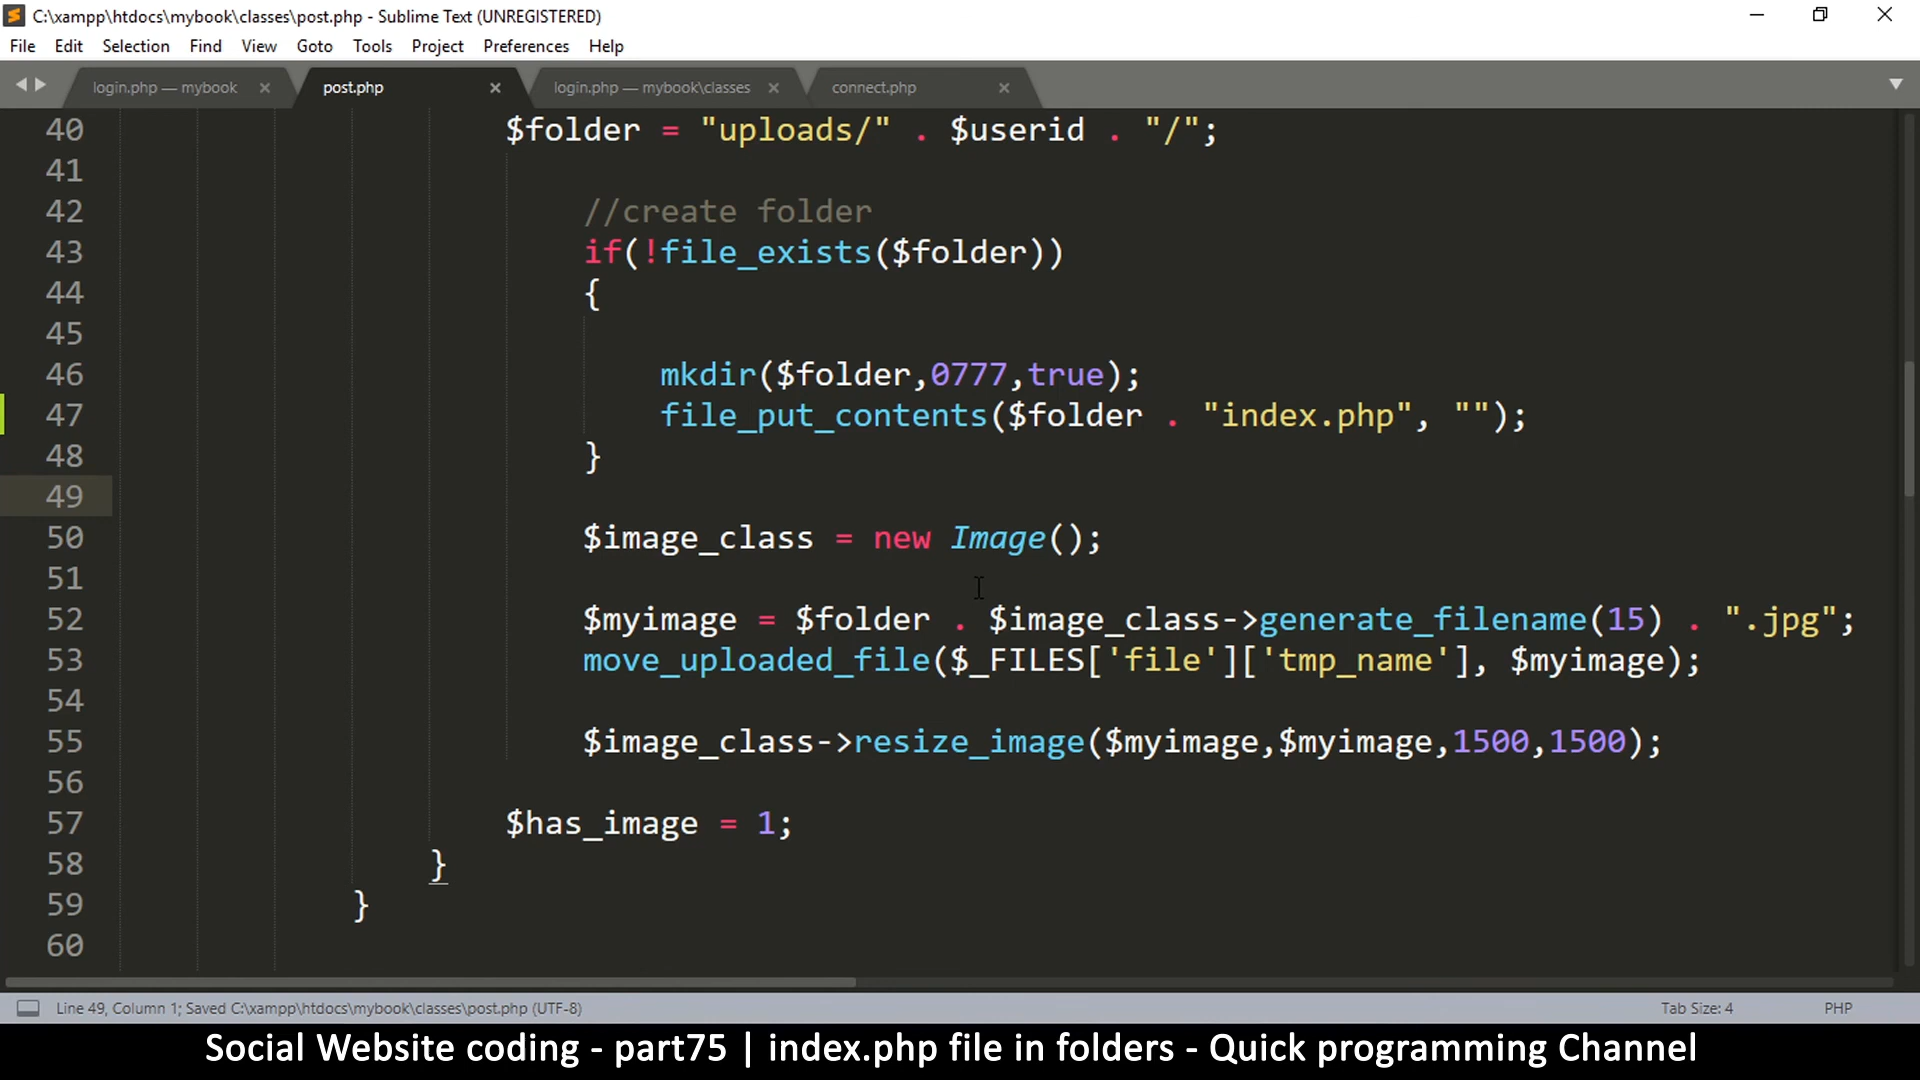 C:\xampp\htdocs\mybook\classes\post.php - Sublime Text (UNREGISTERED)
File Edit Selection Find View Goto Tools Project Preferences Help
login.php — mybook post.php login.php — mybook\classes connect.php
40 $folder = "uploads/" . $userid . "/";
41
42 //create folder
43 if(!file_exists($folder))
44 {
45
46 mkdir($folder,0777,true);
47 file_put_contents($folder . "index.php", "");
48 }
49
50 $image_class = new Image();
51
52 $myimage = $folder . $image_class->generate_filename(15) . ".jpg";
53 move_uploaded_file($_FILES['file']['tmp_name'], $myimage);
54
55 $image_class->resize_image($myimage,$myimage,1500,1500);
56
57 $has_image = 1;
58 }
59 }
60
Line 49, Column 1; Saved C:\xampp\htdocs\mybook\classes\post.php (UTF-8) Tab Size: 4 PHP
Social Website coding - part75 | index.php file in folders - Quick programming Channel